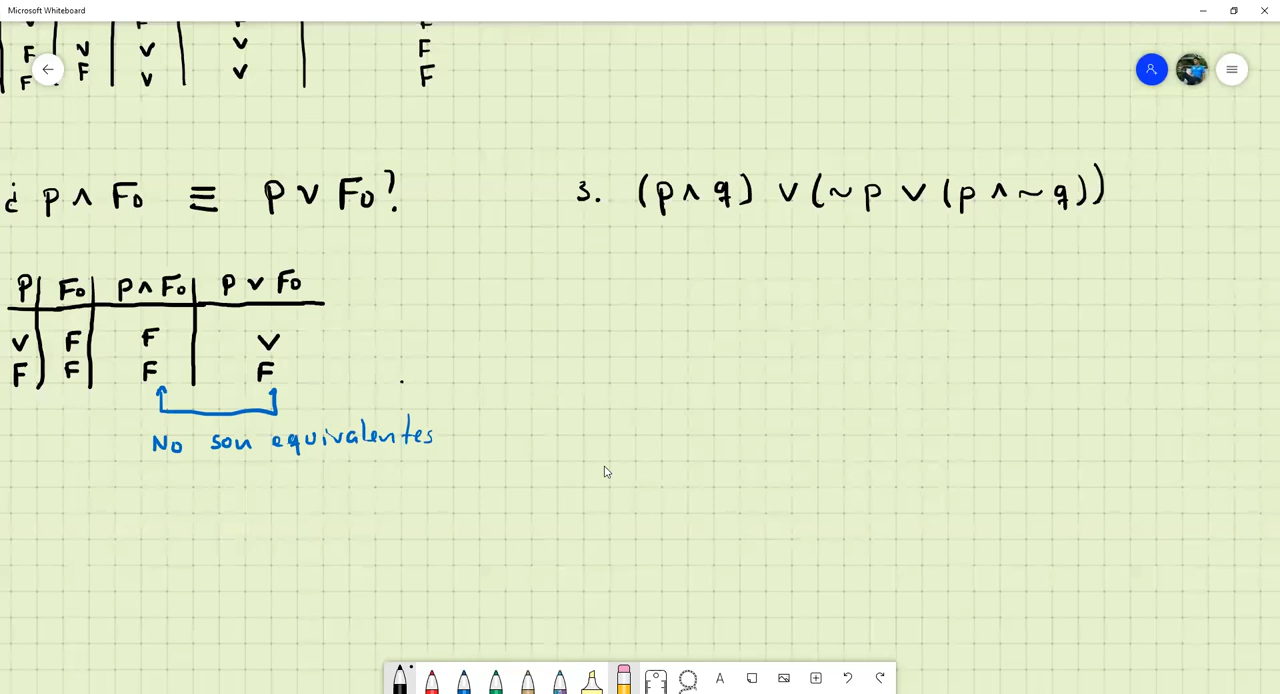 Microsoft Whiteboard
F V V V F
F F V V F
¿ p ∧ F₀ ≡ p ∨ F₀?
3. (p ∧ q) ∨ (~p ∨ (p ∧ ~q))
P F₀ p ∧ F₀ p ∨ F₀
V F F V
F F F F
No son equivalentes
A